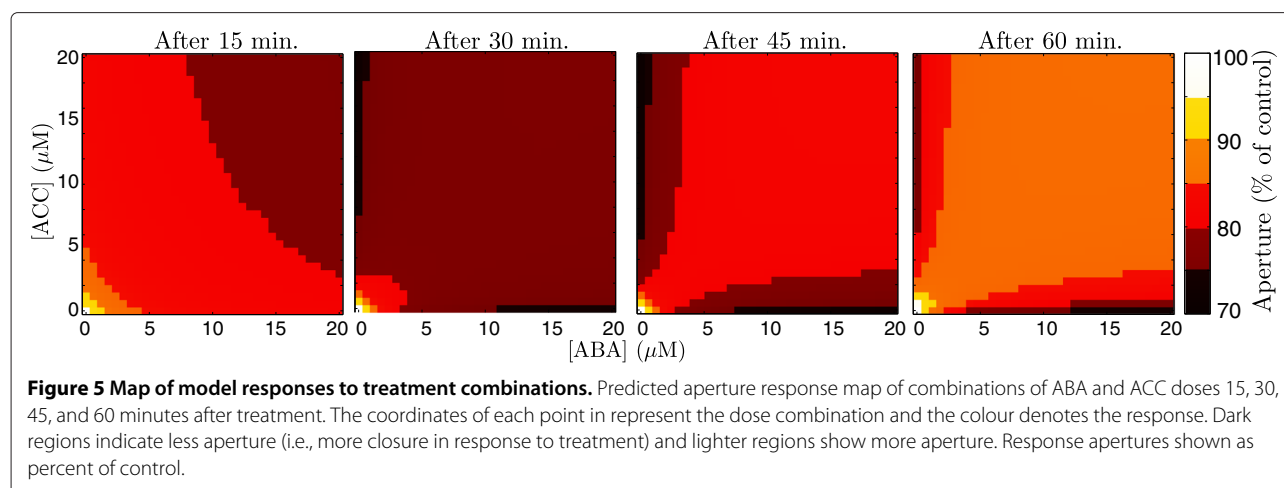 After 15 min. After 30 min. After 45 min. After 60 min.
20 100
15
90
[ACC] (μM) 10 Aperture (% of control)
80
5
0 70
0 5 10 15 20 0 5 10 15 20 0 5 10 15 20 0 5 10 15 20
[ABA] (μM)
Figure 5 Map of model responses to treatment combinations. Predicted aperture response map of combinations of ABA and ACC doses 15, 30,
45, and 60 minutes after treatment. The coordinates of each point in represent the dose combination and the colour denotes the response. Dark
regions indicate less aperture (i.e., more closure in response to treatment) and lighter regions show more aperture. Response apertures shown as
percent of control.